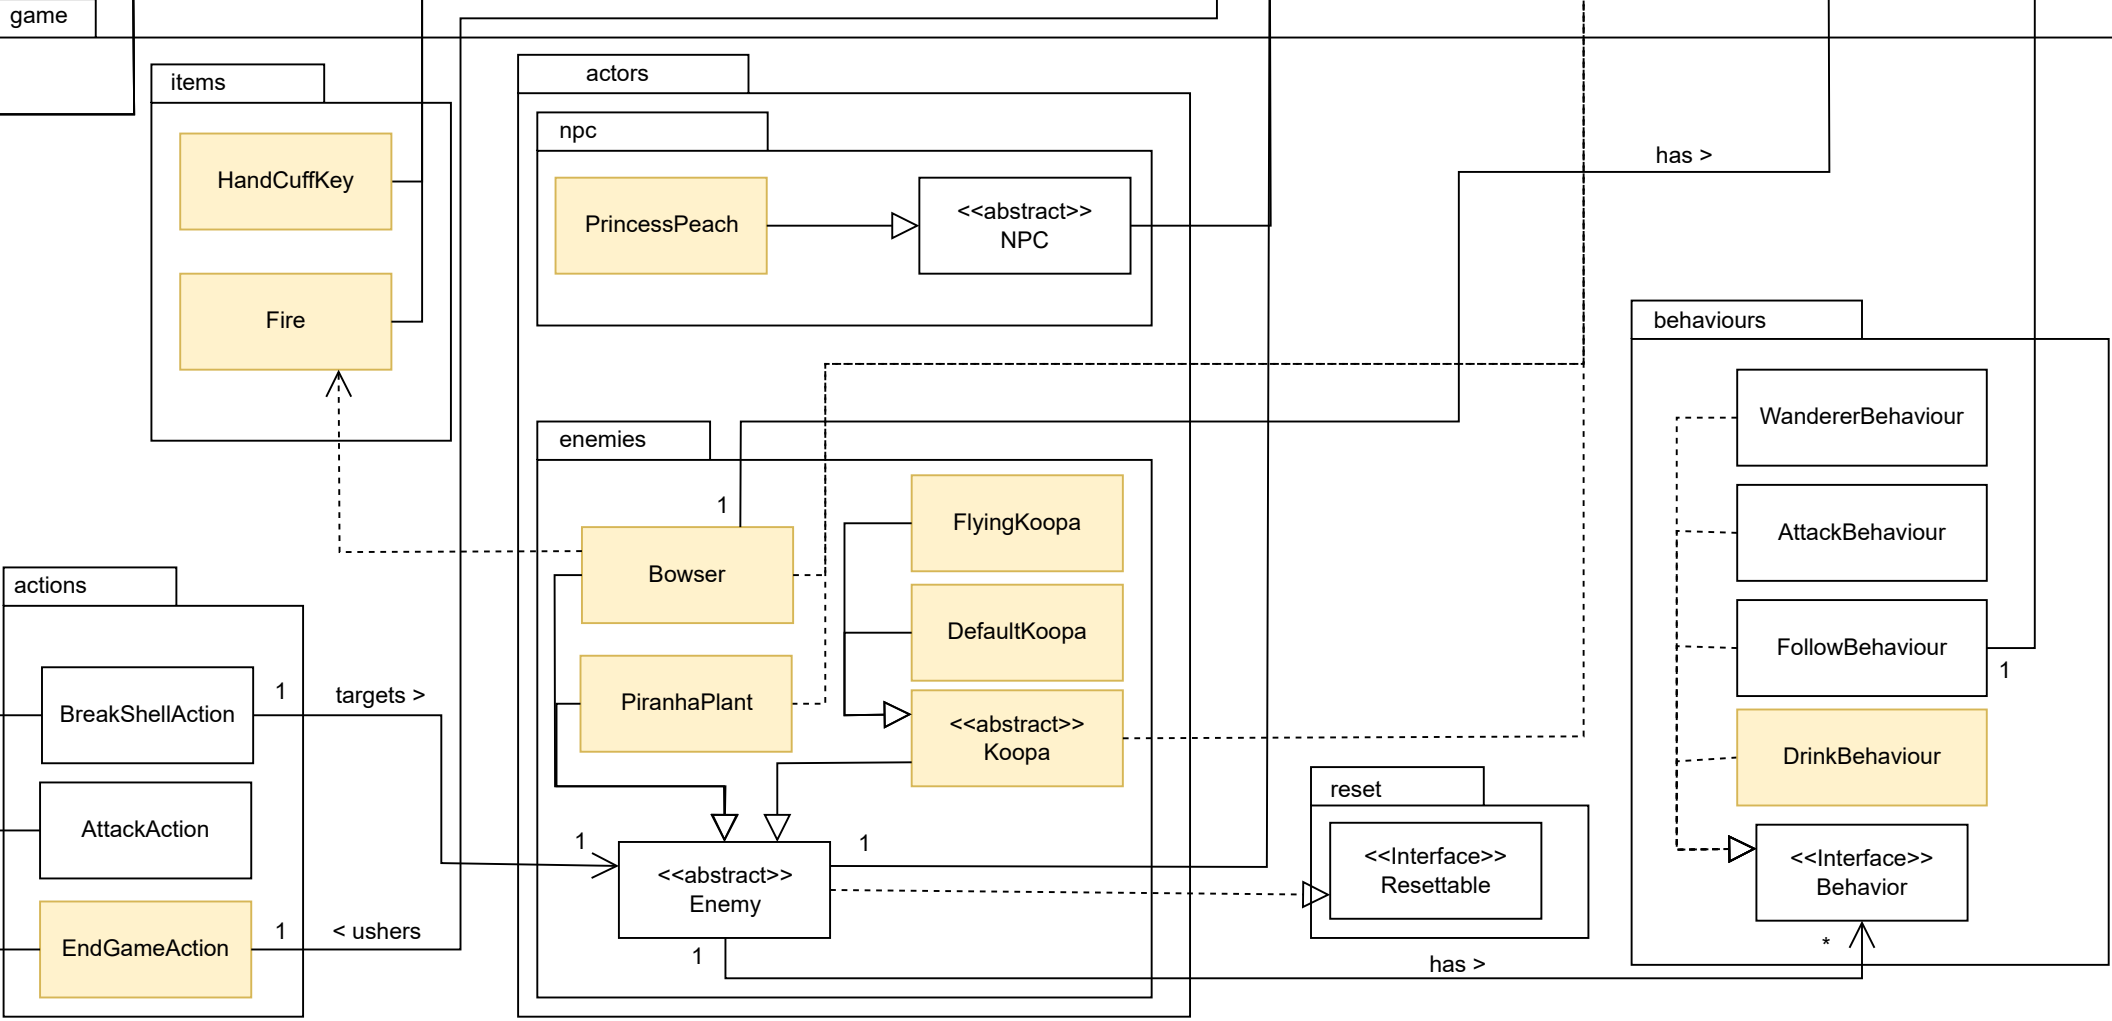 game
items
HandCuffKey
Fire
actors
npc
PrincessPeach
<<abstract>>
NPC
has >
enemies
1
Bowser
PiranhaPlant
FlyingKoopa
DefaultKoopa
<<abstract>>
Koopa
1
<<abstract>>
Enemy
1
1
actions
BreakShellAction
1
targets >
AttackAction
EndGameAction
1
< ushers
reset
<<Interface>>
Resettable
has >
behaviours
WandererBehaviour
AttackBehaviour
FollowBehaviour
1
DrinkBehaviour
<<Interface>>
Behavior
*